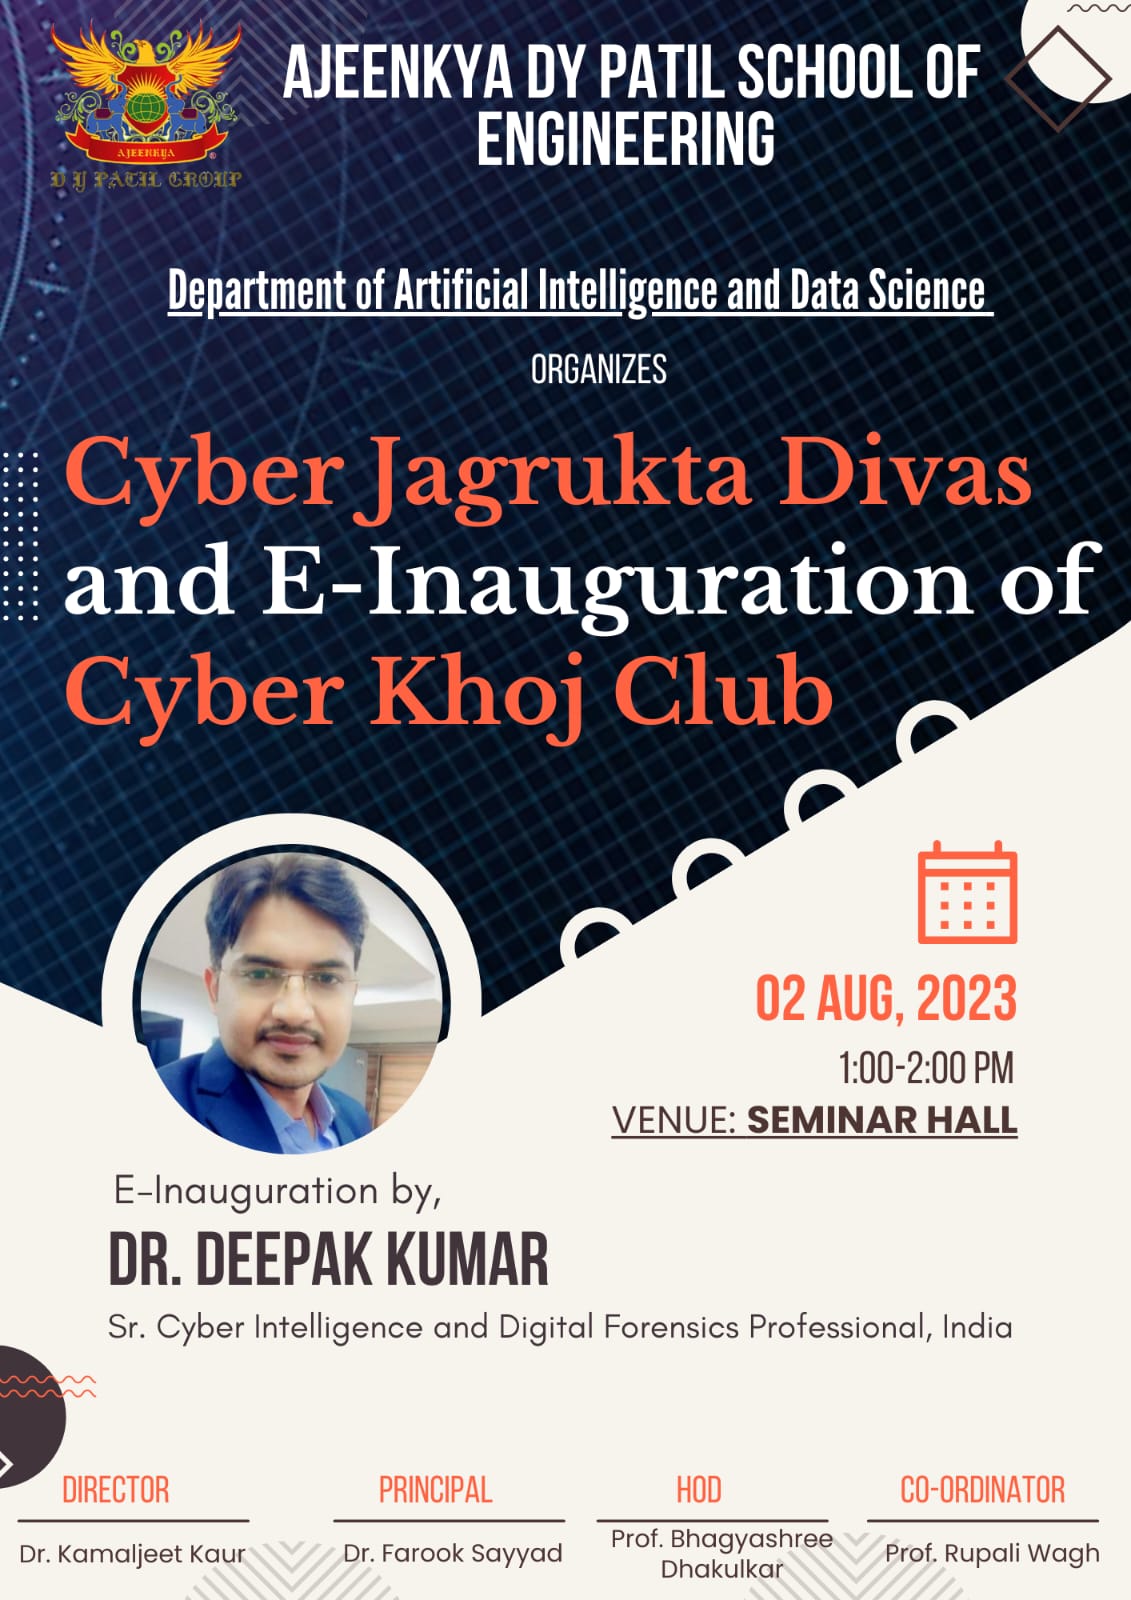 AJEENKYA
D Y PATIL GROUP
AJEENKYA DY PATIL SCHOOL OF
ENGINEERING
Department of Artificial Intelligence and Data Science
ORGANIZES
Cyber Jagrukta Divas
and E-Inauguration of
Cyber Khoj Club
02 AUG, 2023
1:00-2:00 PM
VENUE: SEMINAR HALL
E-Inauguration by,
DR. DEEPAK KUMAR
Sr. Cyber Intelligence and Digital Forensics Professional, India
DIRECTOR
Dr. Kamaljeet Kaur
PRINCIPAL
Dr. Farook Sayyad
HOD
Prof. Bhagyashree
Dhakulkar
CO-ORDINATOR
Prof. Rupali Wagh